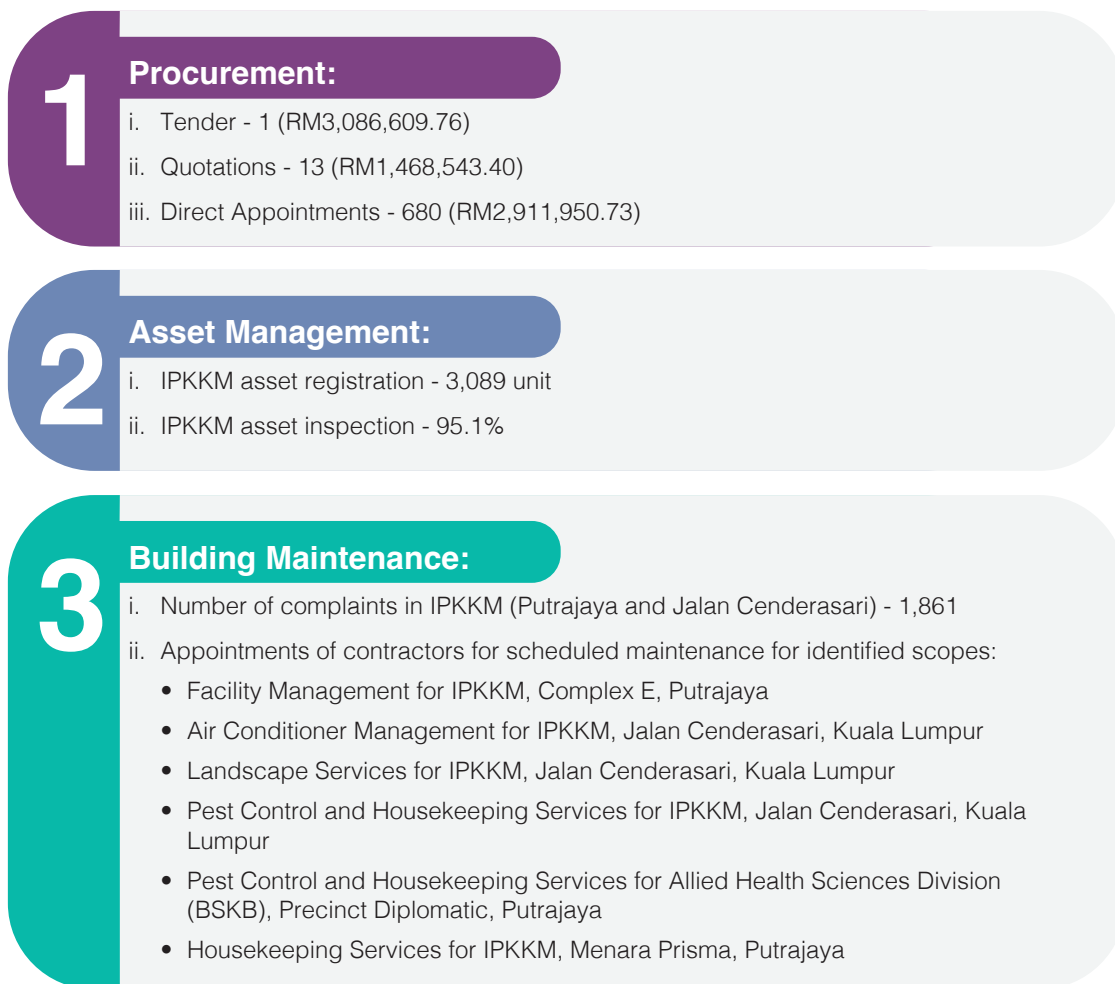 1
Procurement:
i. Tender - 1 (RM3,086,609.76)
ii. Quotations - 13 (RM1,468,543.40)
iii. Direct Appointments - 680 (RM2,911,950.73)
2
Asset Management:
i. IPKKM asset registration - 3,089 unit
ii. IPKKM asset inspection - 95.1%
3
Building Maintenance:
i. Number of complaints in IPKKM (Putrajaya and Jalan Cenderasari) - 1,861
ii. Appointments of contractors for scheduled maintenance for identified scopes:
• Facility Management for IPKKM, Complex E, Putrajaya
• Air Conditioner Management for IPKKM, Jalan Cenderasari, Kuala Lumpur
• Landscape Services for IPKKM, Jalan Cenderasari, Kuala Lumpur
• Pest Control and Housekeeping Services for IPKKM, Jalan Cenderasari, Kuala
Lumpur
• Pest Control and Housekeeping Services for Allied Health Sciences Division
(BSKB), Precinct Diplomatic, Putrajaya
• Housekeeping Services for IPKKM, Menara Prisma, Putrajaya